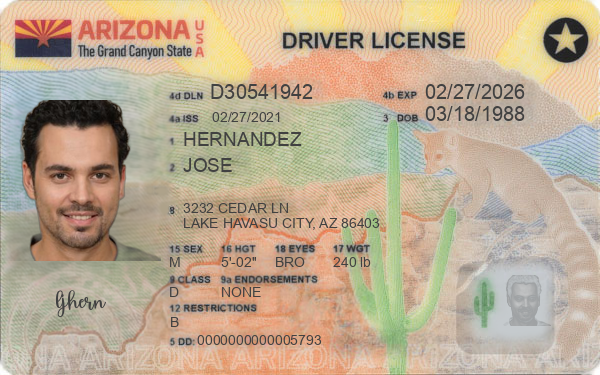 ARIZONA USA
The Grand Canyon State
DRIVER LICENSE
4d DLN D30541942
4b EXP 02/27/2026
4a ISS 02/27/2021
3 DOB 03/18/1988
1 HERNANDEZ
2 JOSE
8 3232 CEDAR LN
LAKE HAVASU CITY, AZ 86403
15 SEX 16 HGT 18 EYES 17 WGT
M 5'-02" BRO 240 lb
9 CLASS 9a ENDORSEMENTS
D NONE
12 RESTRICTIONS
B
5 DD: 0000000000005793
Ghern
ARIZONA ARIZONA ARIZONA ARIZONA